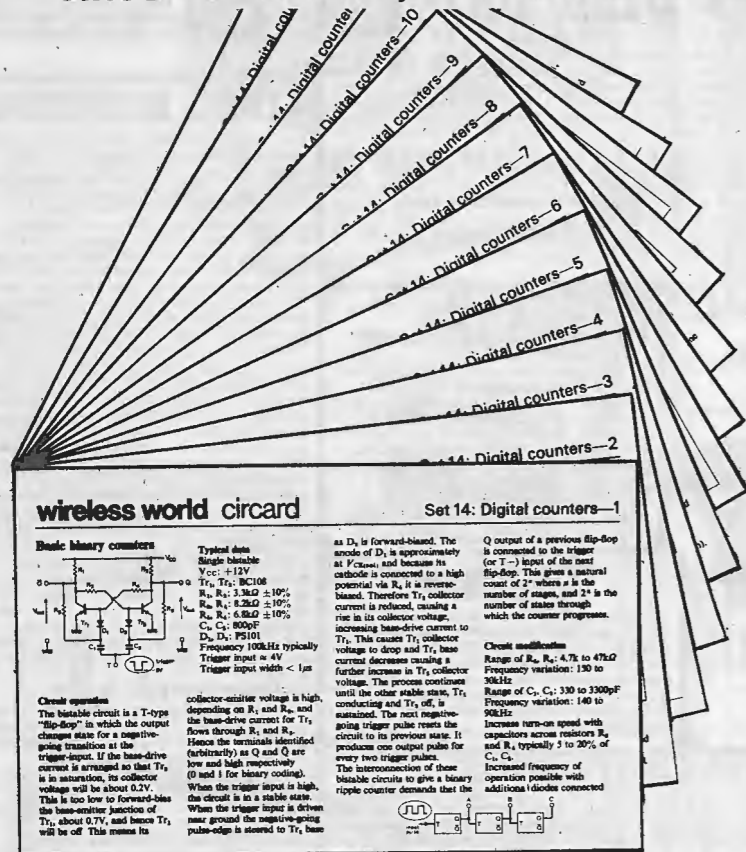 Set 14: Digital counters—10
Set 14: Digital counters—9
Set 14: Digital counters—8
Set 14: Digital counters—7
Set 14: Digital counters—6
Set 14: Digital counters—5
Set 14: Digital counters—4
Set 14: Digital counters—3
Set 14: Digital counters—2
wireless world circard
Set 14: Digital counters—1
Basic binary counters
Circuit operation
The bistable circuit is a T-type
"flip-flop" in which the output
changes state for a negative-
going transition at the
trigger-input. If the base-drive
current is arranged so that Tr₂
is in saturation, its collector
voltage will be about 0.2V.
This is too low to forward-bias
the base-emitter junction of
Tr₁, about 0.7V, and hence Tr₁
will be off This means its
Typical data
Single bistable
Vcc: +12V
Tr₁, Tr₂: BC108
R₁, R₂: 3.3kΩ ±10%
8.2kΩ ±10%
6.8kΩ ±10%
C₁, C₂: 800pF
PS101
Frequency 100kHz typically
Trigger input ≈ 4V
Trigger input width < 1μs
collector-emitter voltage is high,
depending on R₁ and
the base-drive current for Tr₂
flows through R₁ and
Hence the terminals identified
(arbitrarily) as Q and Q̄ are
low and high respectively
(0 and 1 for binary coding).
When the trigger input is high,
the circuit is in a stable state.
When the trigger input is driven
near ground the negative-going
pulse-edge is steered to Tr₂ base
as D₂ is forward-biased. The
anode of D₁ is approximately
at and because its
cathode is connected to a high
potential via it is reverse-
biased. Therefore Tr₂ collector
current is reduced, causing a
rise in its collector voltage,
increasing base-drive current to
Tr₁. This causes Tr₁ collector
voltage to drop and Tr₂ base
current decreases causing a
further increase in Tr₂ collector
voltage. The process continues
until the other stable state, Tr₁
conducting and Tr₂ off, is
sustained. The next negative-
going trigger pulse resets the
circuit to its previous state. It
produces one output pulse for
every two trigger pulses.
The interconnection of these
bistable circuits to give a binary
ripple counter demands that the
Q output of a previous flip-flop
is connected to the trigger
(or T –) input of the next
flip-flop. This gives a natural
count of 2ⁿ where n is the
number of stages, and 2ⁿ is the
number of states through
which the counter progresses.
Circuit modification
Range of 4.7k to 47kΩ
Frequency variation: 150 to
30kHz
Range of C₁, C₂: 330 to 3300pF
Frequency variation: 140 to
90kHz
Increase turn-on speed with
capacitors across resistors
and typically 5 to 20% of
C₁, C₂.
Increased frequency of
operation possible with
additional diodes connected
A B C
input pulse
T Q Q̄ T Q Q̄ T Q Q̄